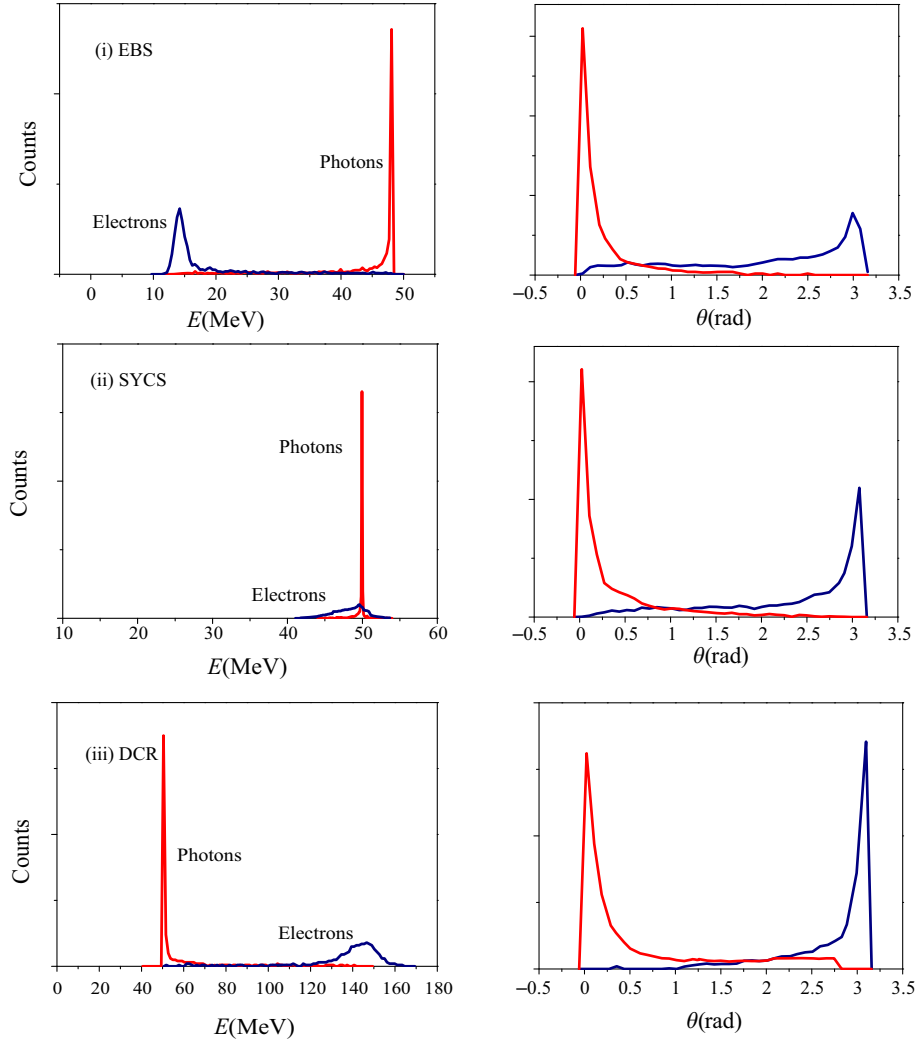 (i) EBS
Counts
Photons
Electrons
0 10 20 30 40 50
E(MeV)
−0.5 0 0.5 1 1.5 2 2.5 3 3.5
θ(rad)
(ii) SYCS
Counts
Photons
Electrons
10 20 30 40 50 60
E(MeV)
−0.5 0 0.5 1 1.5 2 2.5 3 3.5
θ(rad)
(iii) DCR
Counts
Photons
Electrons
0 20 40 60 80 100 120 140 160 180
E(MeV)
−0.5 0 0.5 1 1.5 2 2.5 3 3.5
θ(rad)